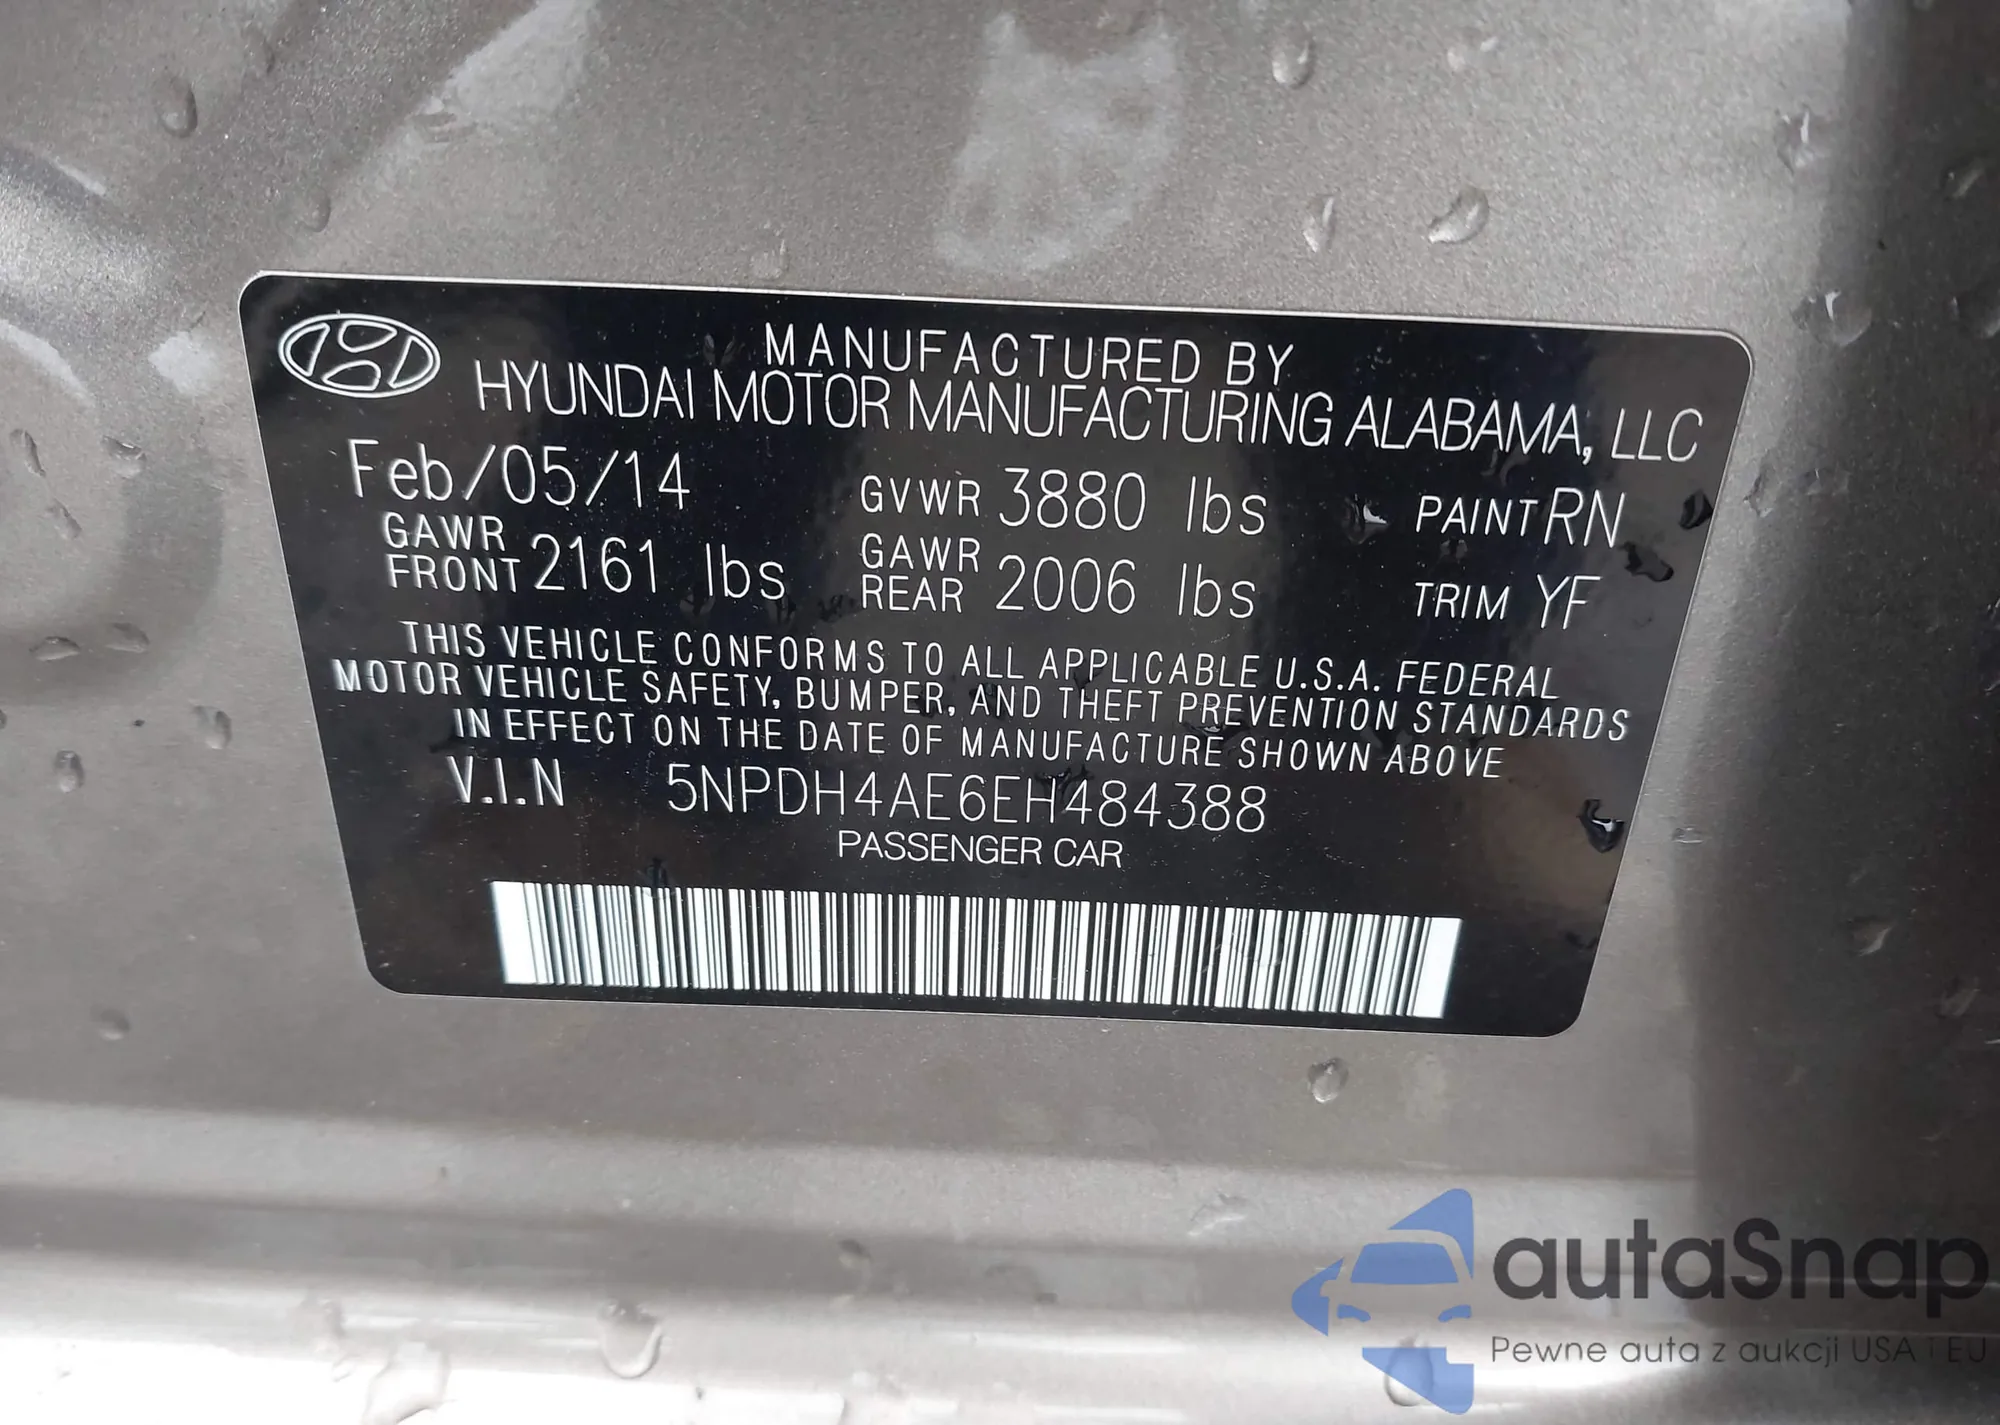 MANUFACTURED BY
HYUNDAI MOTOR MANUFACTURING ALABAMA, LLC
Feb/05/14 GVWR 3880 lbs PAINT RN
GAWR FRONT 2161 lbs GAWR REAR 2006 lbs TRIM YF
THIS VEHICLE CONFORMS TO ALL APPLICABLE U.S.A. FEDERAL
MOTOR VEHICLE SAFETY, BUMPER, AND THEFT PREVENTION STANDARDS
IN EFFECT ON THE DATE OF MANUFACTURE SHOWN ABOVE
V.I.N 5NPDH4AE6EH484388
PASSENGER CAR
autaSnap
Pewne auta z aukcji USA i EU